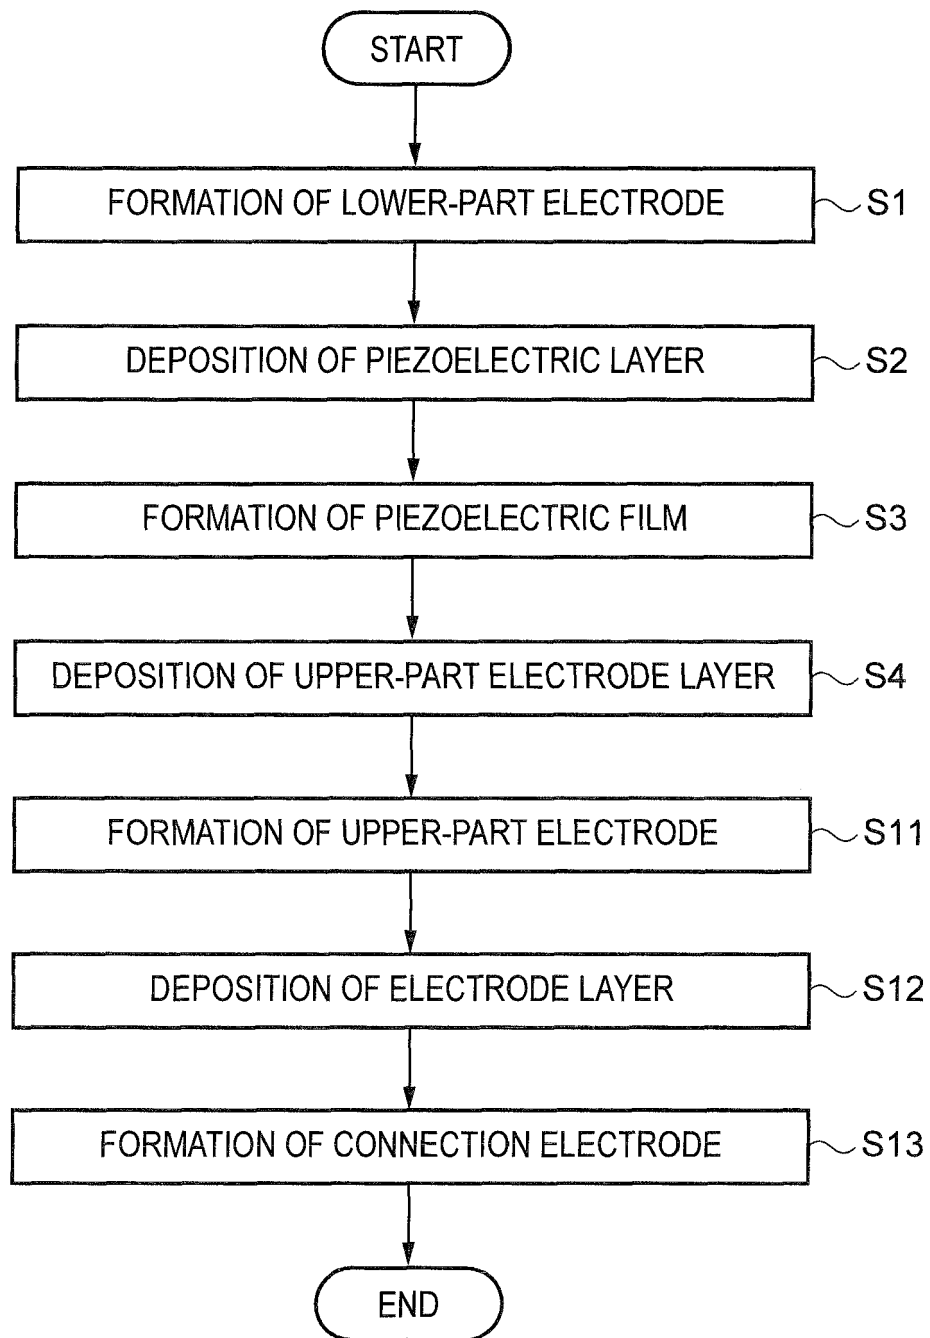 START
FORMATION OF LOWER-PART ELECTRODE S1
DEPOSITION OF PIEZOELECTRIC LAYER S2
FORMATION OF PIEZOELECTRIC FILM S3
DEPOSITION OF UPPER-PART ELECTRODE LAYER S4
FORMATION OF UPPER-PART ELECTRODE S11
DEPOSITION OF ELECTRODE LAYER S12
FORMATION OF CONNECTION ELECTRODE S13
END